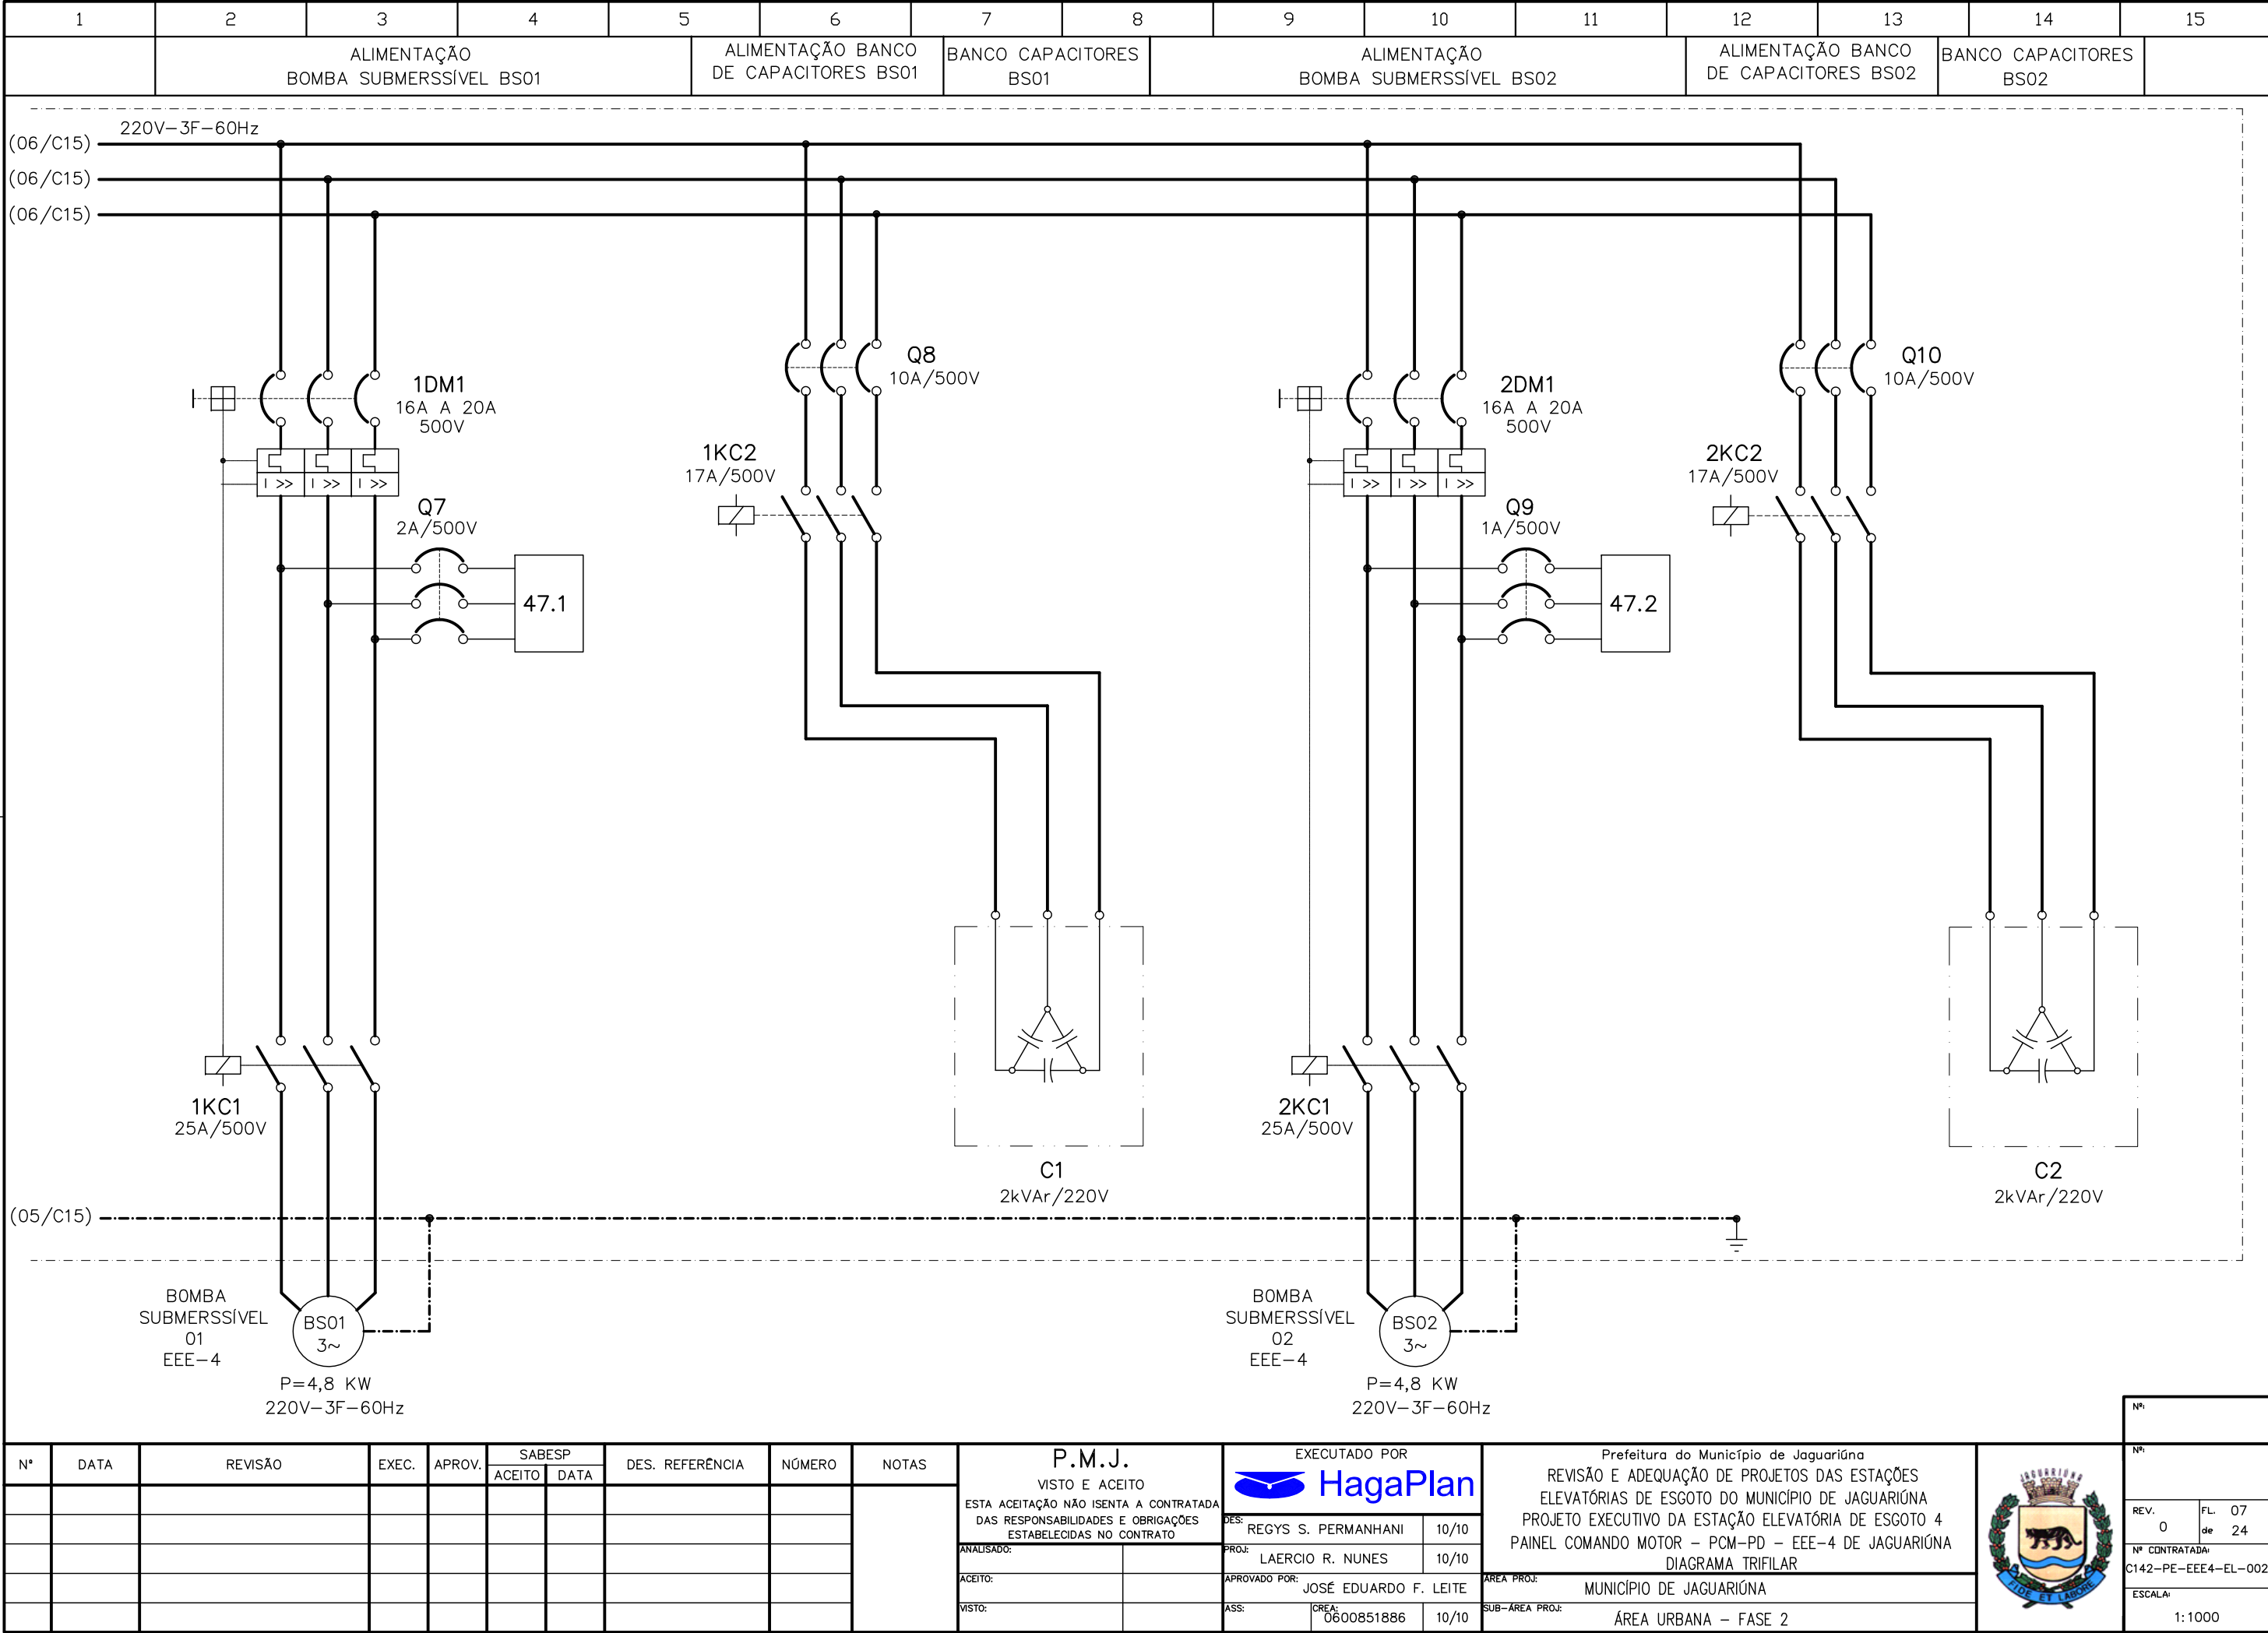 1 2 3 4 5 6 7 8 9 10 11 12 13 14 15
ALIMENTAÇÃO
BOMBA SUBMERSSÍVEL BS01
ALIMENTAÇÃO BANCO
DE CAPACITORES BS01
BANCO CAPACITORES
BS01
ALIMENTAÇÃO
BOMBA SUBMERSSÍVEL BS02
ALIMENTAÇÃO BANCO
DE CAPACITORES BS02
BANCO CAPACITORES
BS02
220V-3F-60Hz
(06/C15)
(06/C15)
(06/C15)
1DM1
16A A 20A
500V
I >> I >> I >>
Q7
2A/500V
47.1
Q8
10A/500V
1KC2
17A/500V
2DM1
16A A 20A
500V
I >> I >> I >>
Q9
1A/500V
47.2
Q10
10A/500V
2KC2
17A/500V
1KC1
25A/500V
C1
2kVAr/220V
2KC1
25A/500V
C2
2kVAr/220V
(05/C15)
BOMBA
SUBMERSSÍVEL
01
EEE-4
BS01
3~
P=4,8 KW
220V-3F-60Hz
BOMBA
SUBMERSSÍVEL
02
EEE-4
BS02
3~
P=4,8 KW
220V-3F-60Hz
Nº DATA REVISÃO EXEC. APROV. SABESP DES. REFERÊNCIA NÚMERO NOTAS
ACEITO DATA
P.M.J.
VISTO E ACEITO
ESTA ACEITAÇÃO NÃO ISENTA A CONTRATADA
DAS RESPONSABILIDADES E OBRIGAÇÕES
ESTABELECIDAS NO CONTRATO
ANALISADO:
ACEITO:
VISTO:
EXECUTADO POR
HagaPlan
DES: REGYS S. PERMANHANI 10/10
PROJ: LAERCIO R. NUNES 10/10
APROVADO POR: JOSÉ EDUARDO F. LEITE
ASS: CREA: 0600851886 10/10
Prefeitura do Município de Jaguariúna
REVISÃO E ADEQUAÇÃO DE PROJETOS DAS ESTAÇÕES
ELEVATÓRIAS DE ESGOTO DO MUNICÍPIO DE JAGUARIÚNA
PROJETO EXECUTIVO DA ESTAÇÃO ELEVATÓRIA DE ESGOTO 4
PAINEL COMANDO MOTOR - PCM-PD - EEE-4 DE JAGUARIÚNA
DIAGRAMA TRIFILAR
ÁREA PROJ: MUNICÍPIO DE JAGUARIÚNA
SUB-ÁREA PROJ: ÁREA URBANA - FASE 2
JAGUARIUNA
FIDE ET LABORE
Nº:
Nº:
REV. 0
FL. 07
de 24
Nº CONTRATADA:
C142-PE-EEE4-EL-002
ESCALA:
1:1000